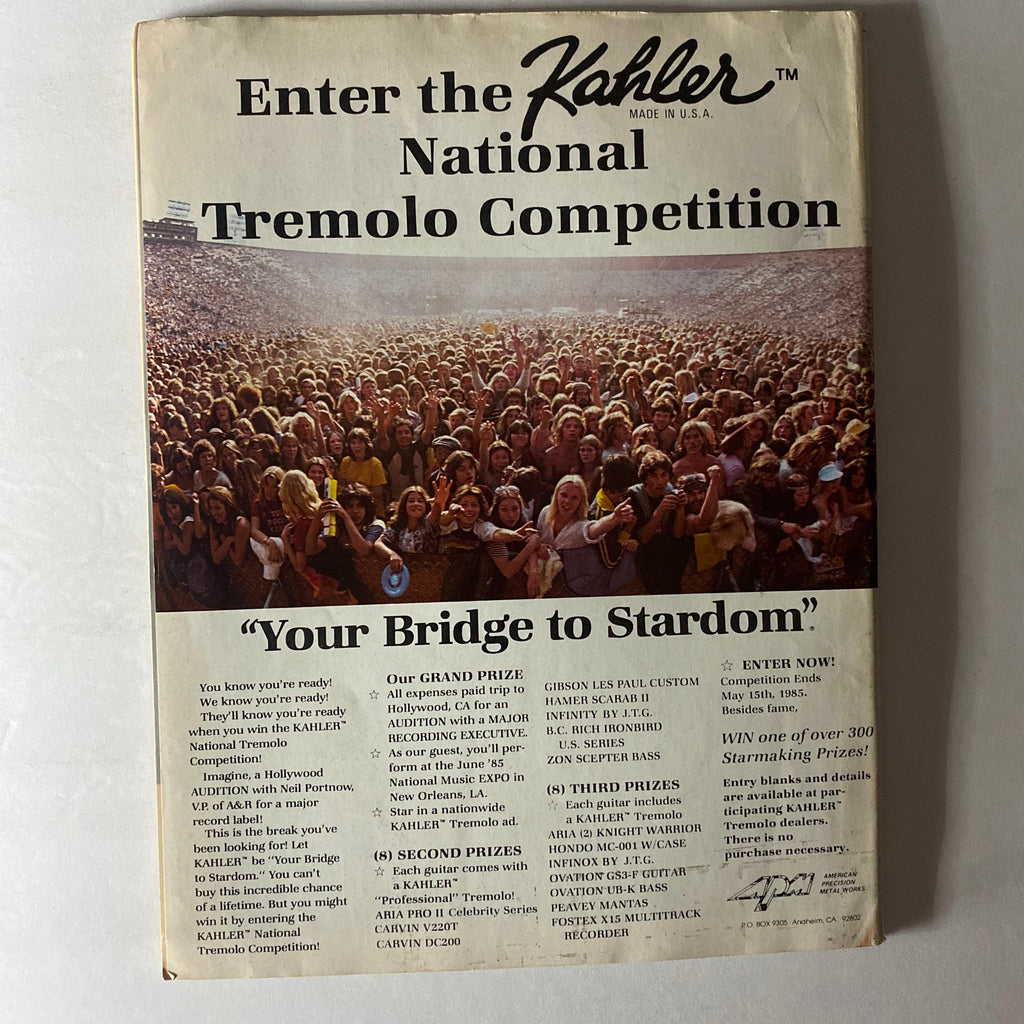 Enter the Kahler™
MADE IN U.S.A.
National
Tremolo Competition
“Your Bridge to Stardom”®
You know you're ready!
We know you're ready!
They'll know you're ready
when you win the KAHLER™
National Tremolo
Competition!
Imagine, a Hollywood
AUDITION with Neil Portnow,
V.P. of A&R for a major
record label!
This is the break you've
been looking for! Let
KAHLER™ be “Your Bridge
to Stardom.“ You can't
buy this incredible chance
of a lifetime. But you might
win it by entering the
KAHLER™ National
Tremolo Competition!
Our GRAND PRIZE
☆ All expenses paid trip to
Hollywood, CA for an
AUDITION with a MAJOR
RECORDING EXECUTIVE.
☆ As our guest, you'll per-
form at the June '85
National Music EXPO in
New Orleans, LA.
☆ Star in a nationwide
KAHLER™ Tremolo ad.
(8) SECOND PRIZES
☆ Each guitar comes with
a KAHLER™
“Professional” Tremolo!
ARIA PRO II Celebrity Series
CARVIN V220T
CARVIN DC200
GIBSON LES PAUL CUSTOM
HAMER SCARAB II
INFINITY BY J.T.G.
B.C. RICH IRONBIRD
U.S. SERIES
ZON SCEPTER BASS
(8) THIRD PRIZES
☆ Each guitar includes
a KAHLER™ Tremolo
ARIA (2) KNIGHT WARRIOR
HONDO MC-001 W/CASE
INFINOX BY J.T.G.
OVATION GS3-F GUITAR
OVATION UB-K BASS
PEAVEY MANTAS
FOSTEX X15 MULTITRACK
RECORDER
☆ ENTER NOW!
Competition Ends
May 15th, 1985.
Besides fame,
WIN one of over 300
Starmaking Prizes!
Entry blanks and details
are available at par-
ticipating KAHLER™
Tremolo dealers.
There is no
purchase necessary.
APM
AMERICAN
PRECISION
METAL WORKS
P.O. BOX 9305 Anaheim, CA 92802